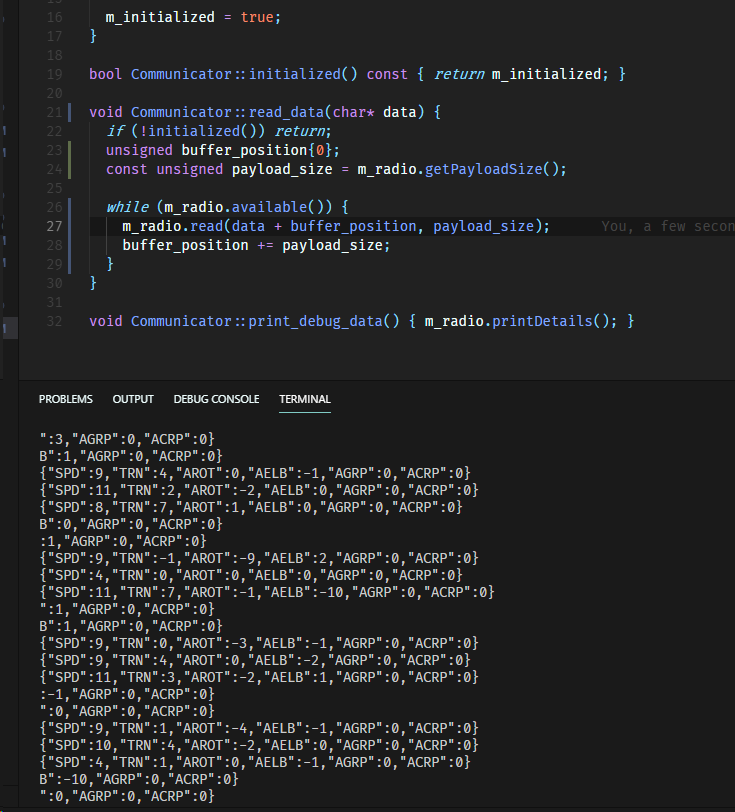 16 m_initialized = true;
17 }
18
19 bool Communicator::initialized() const { return m_initialized; }
20
21 void Communicator::read_data(char* data) {
22 if (!initialized()) return;
23 unsigned buffer_position{0};
24 const unsigned payload_size = m_radio.getPayloadSize();
25
26 while (m_radio.available()) {
27 m_radio.read(data + buffer_position, payload_size); You, a few secon
28 buffer_position += payload_size;
29 }
30 }
31
32 void Communicator::print_debug_data() { m_radio.printDetails(); }
PROBLEMS OUTPUT DEBUG CONSOLE TERMINAL
":3,"AGRP":0,"ACRP":0}
B":1,"AGRP":0,"ACRP":0}
{"SPD":9,"TRN":4,"AROT":0,"AELB":-1,"AGRP":0,"ACRP":0}
{"SPD":11,"TRN":2,"AROT":-2,"AELB":0,"AGRP":0,"ACRP":0}
{"SPD":8,"TRN":7,"AROT":1,"AELB":0,"AGRP":0,"ACRP":0}
B":0,"AGRP":0,"ACRP":0}
:1,"AGRP":0,"ACRP":0}
{"SPD":9,"TRN":-1,"AROT":-9,"AELB":2,"AGRP":0,"ACRP":0}
{"SPD":4,"TRN":0,"AROT":0,"AELB":0,"AGRP":0,"ACRP":0}
{"SPD":11,"TRN":7,"AROT":-1,"AELB":-10,"AGRP":0,"ACRP":0}
":1,"AGRP":0,"ACRP":0}
B":1,"AGRP":0,"ACRP":0}
{"SPD":9,"TRN":0,"AROT":-3,"AELB":-1,"AGRP":0,"ACRP":0}
{"SPD":9,"TRN":4,"AROT":0,"AELB":-2,"AGRP":0,"ACRP":0}
{"SPD":11,"TRN":3,"AROT":-2,"AELB":1,"AGRP":0,"ACRP":0}
:-1,"AGRP":0,"ACRP":0}
":0,"AGRP":0,"ACRP":0}
{"SPD":9,"TRN":1,"AROT":-4,"AELB":-1,"AGRP":0,"ACRP":0}
{"SPD":10,"TRN":4,"AROT":-2,"AELB":0,"AGRP":0,"ACRP":0}
{"SPD":4,"TRN":1,"AROT":0,"AELB":-1,"AGRP":0,"ACRP":0}
B":-10,"AGRP":0,"ACRP":0}
":0,"AGRP":0,"ACRP":0}